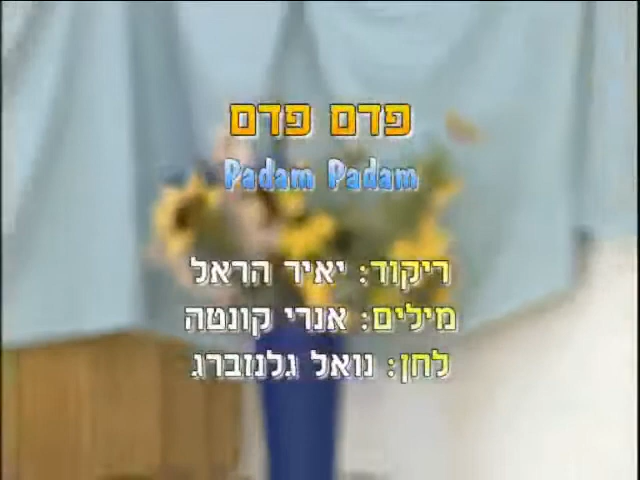 פדם פדם
Padam Padam
ריקוד: יאיר הראל
מילים: אנרי קונטה
לחן: נואל גלנזברג